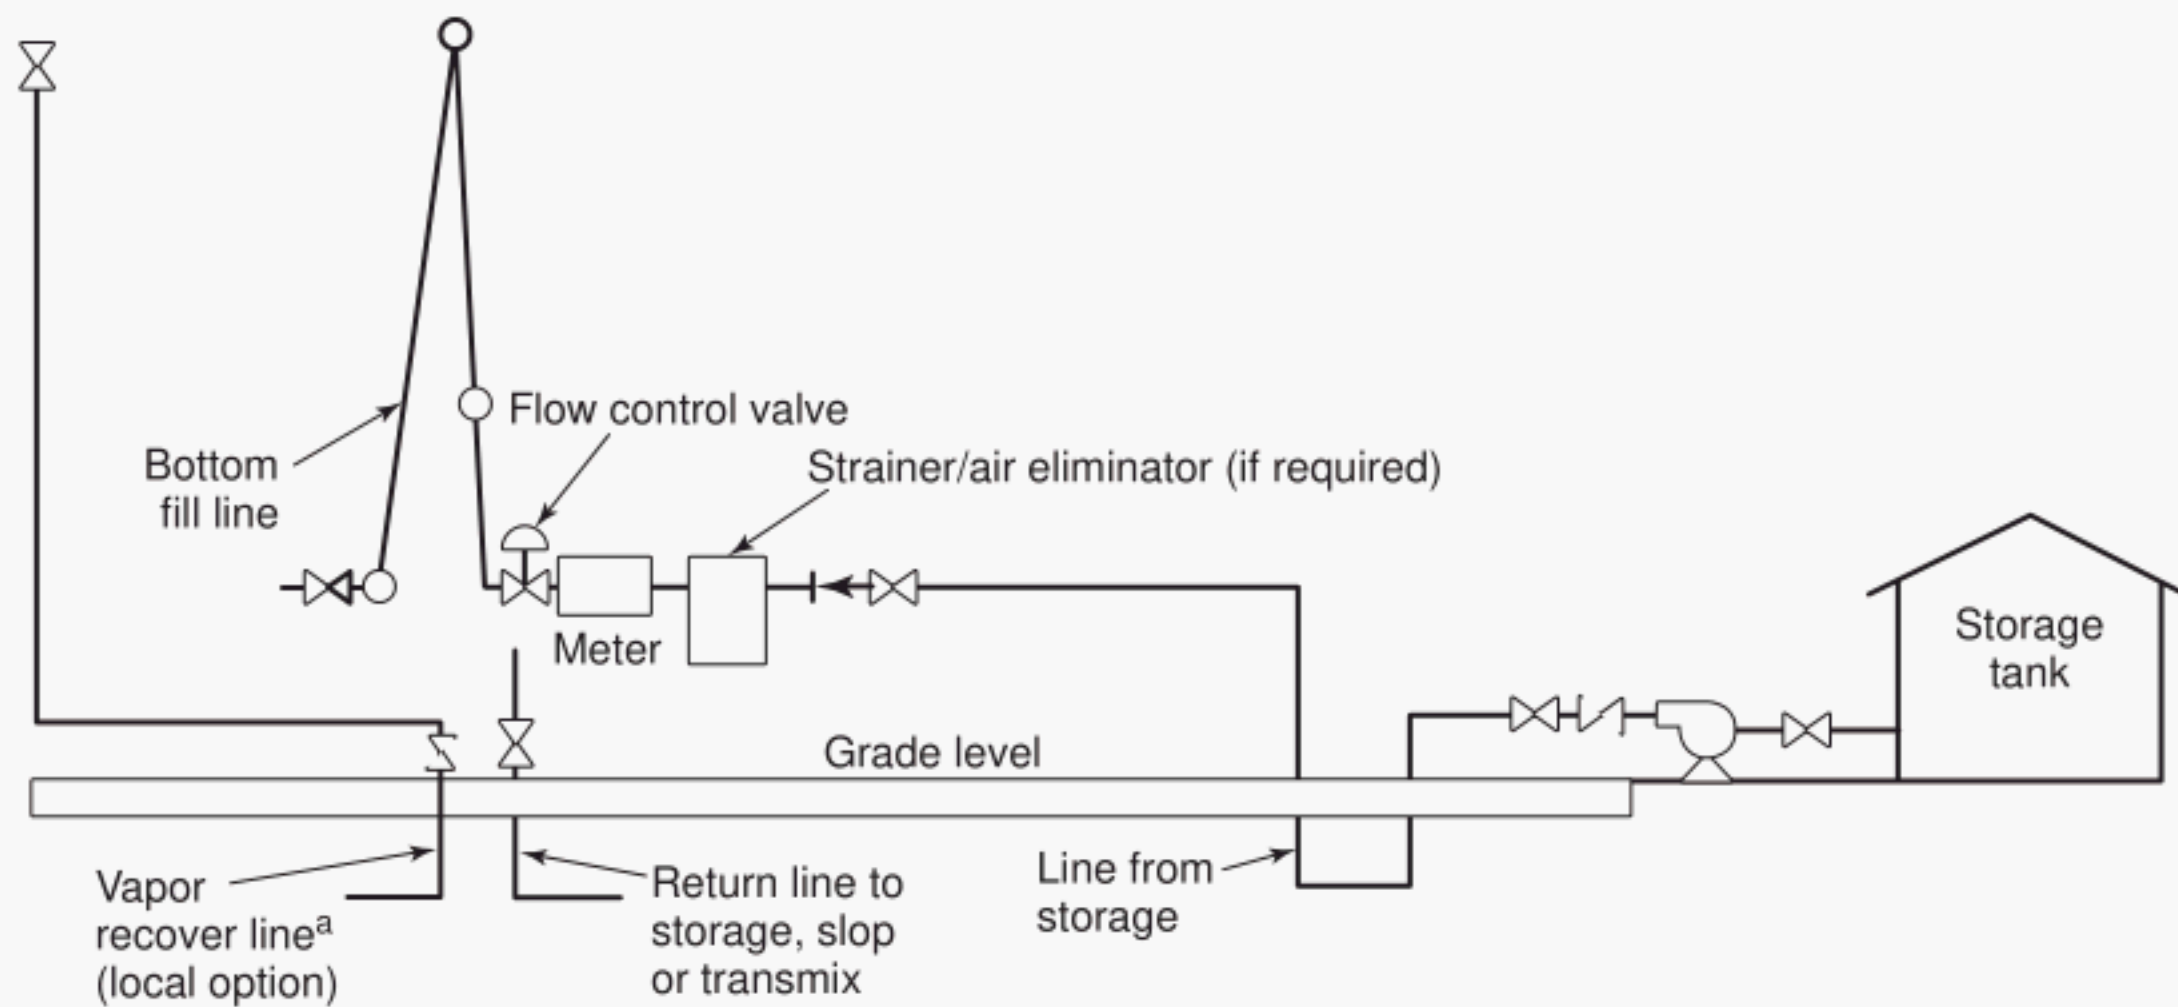 Flow control valve
Bottom
fill line
Strainer/air eliminator (if required)
Meter
Storage
tank
Grade level
Vapor
recover lineᵃ
(local option)
Return line to
storage, slop
or transmix
Line from
storage